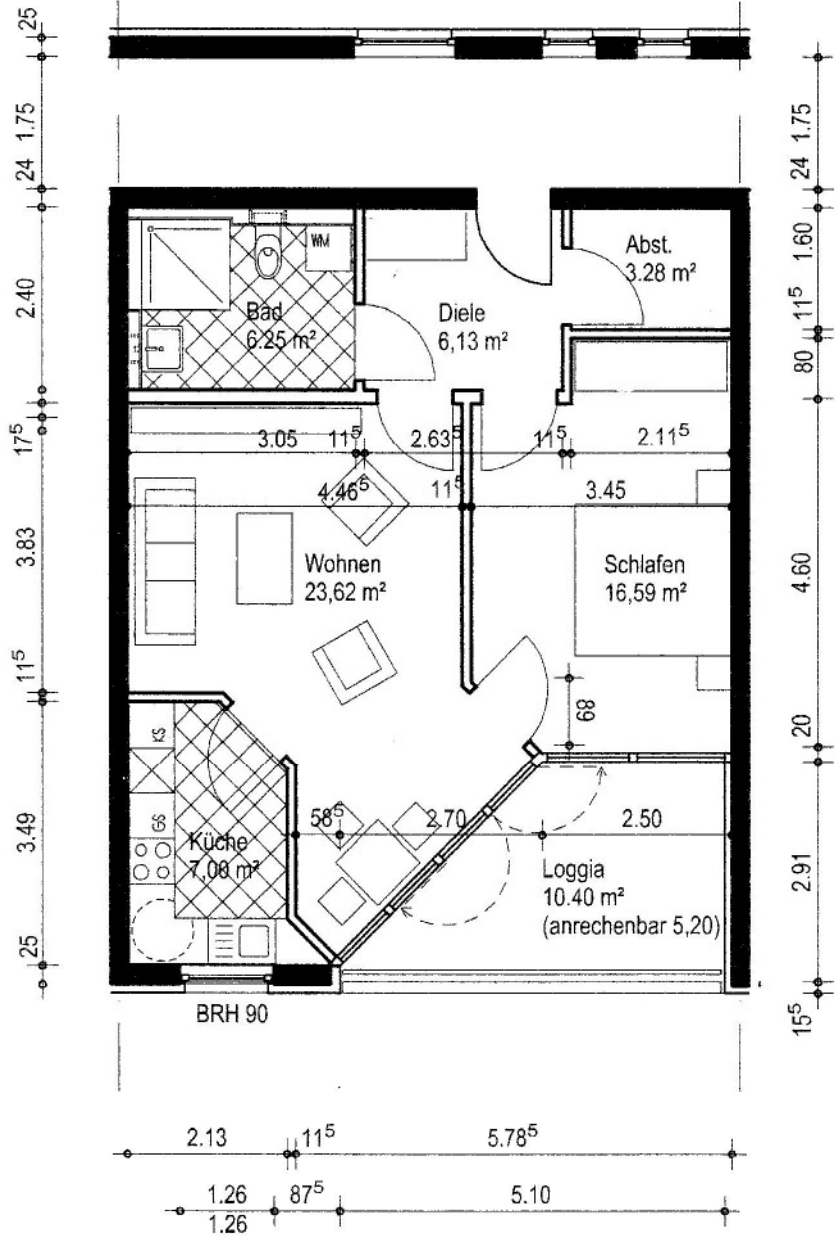 25
1.75
24
2.40
17⁵
3.83
11⁵
3.49
25
1.75
24
1.60
11⁵
80
4.60
20
2.91
15⁵
WM
Bad
6.25 m²
Diele
6,13 m²
Abst.
3.28 m²
3.05
11⁵
2.63⁵
11⁵
2.11⁵
4.46⁵
11⁵
3.45
Wohnen
23,62 m²
Schlafen
16,59 m²
68
KS
GS
Küche
7,00 m²
58⁵
2.70
2.50
Loggia
10.40 m²
(anrechenbar 5,20)
BRH 90
2.13
11⁵
5.78⁵
1.26
87⁵
5.10
1.26